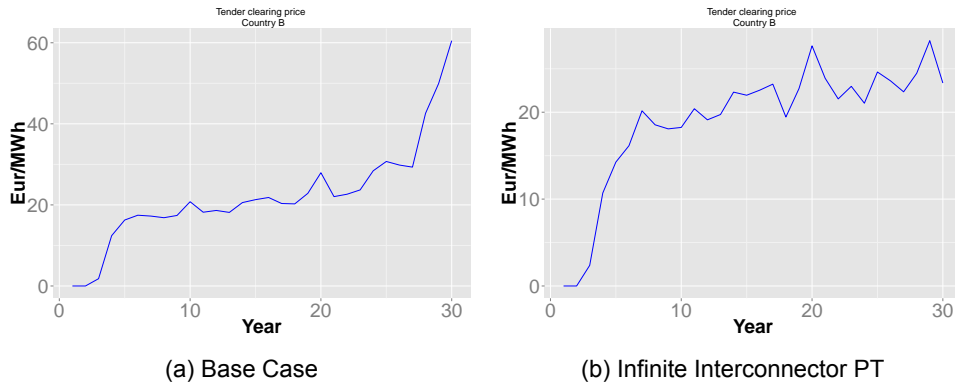 Tender clearing price
Country B
Eur/MWh
60
40
20
0
0
10
20
30
Year
(a) Base Case
Tender clearing price
Country B
Eur/MWh
20
10
0
0
10
20
30
Year
(b) Infinite Interconnector PT